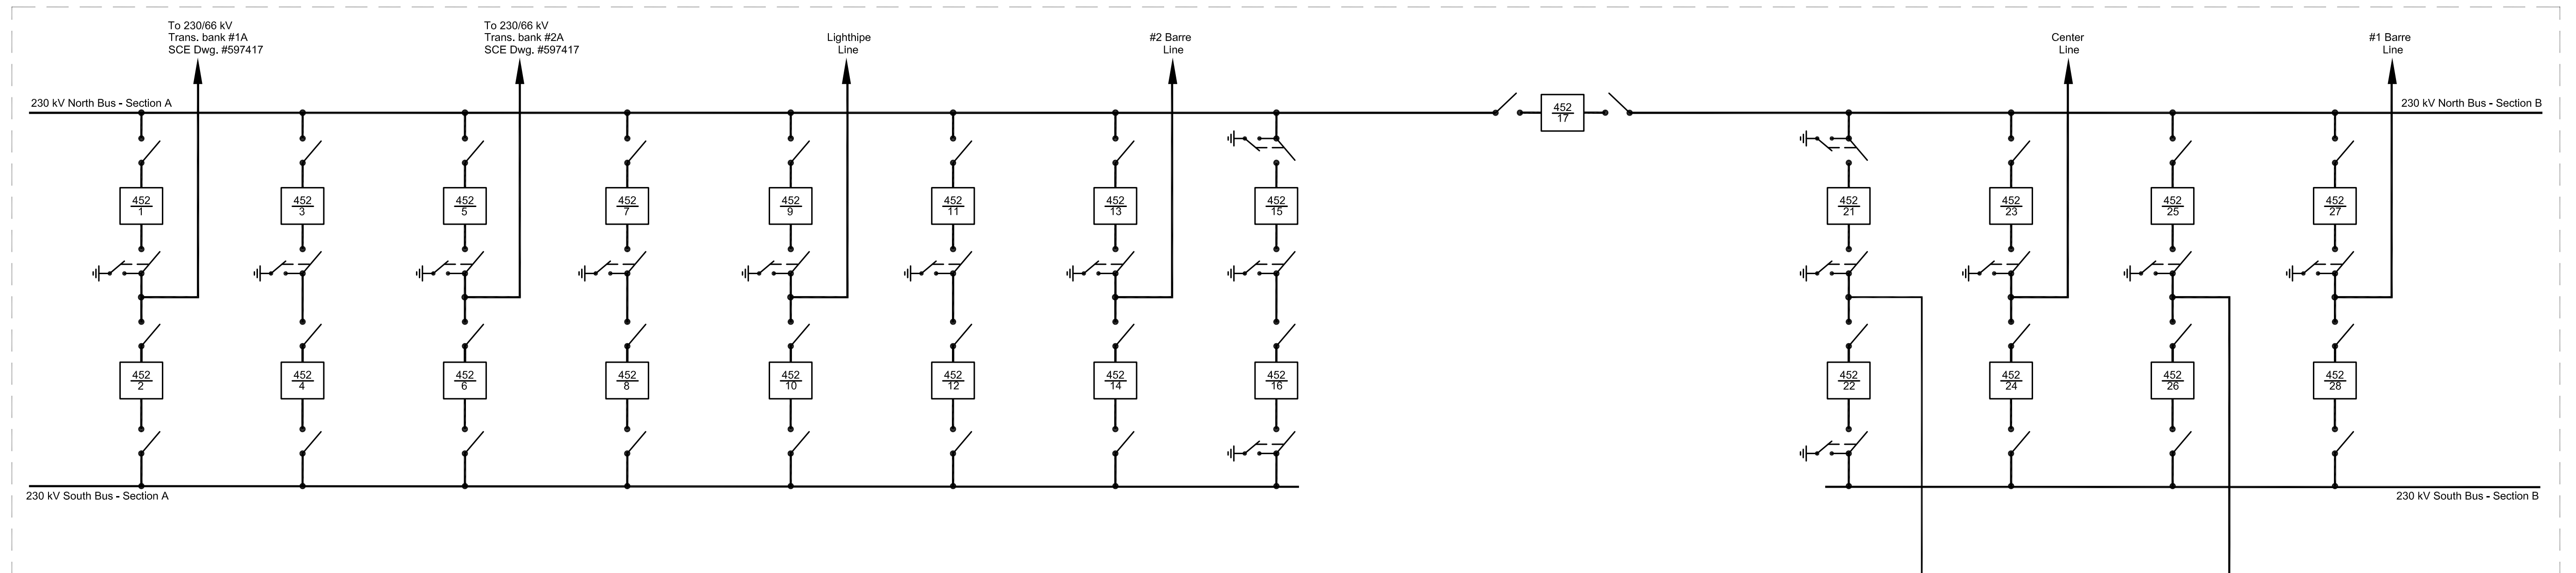 To 230/66 kV
Trans. bank #1A
SCE Dwg. #597417
To 230/66 kV
Trans. bank #2A
SCE Dwg. #597417
Lighthipe
Line
#2 Barre
Line
Center
Line
#1 Barre
Line
230 kV North Bus - Section A
452
17
230 kV North Bus - Section B
452
1
452
3
452
5
452
7
452
9
452
11
452
13
452
15
452
21
452
23
452
25
452
27
452
2
452
4
452
6
452
8
452
10
452
12
452
14
452
16
452
22
452
24
452
26
452
28
230 kV South Bus - Section A
230 kV South Bus - Section B